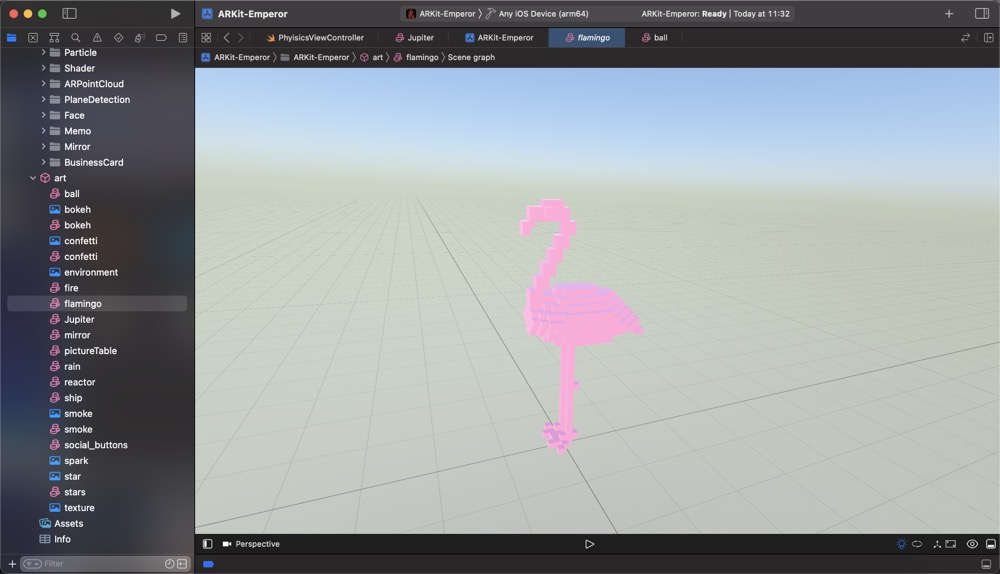 ARKit-Emperor
ARKit-Emperor Any iOS Device (arm64)
ARKit-Emperor: Ready | Today at 11:32
PhyisicsViewController
Jupiter
ARKit-Emperor
flamingo
ball
ARKit-Emperor ARKit-Emperor art flamingo Scene graph
Particle
Shader
ARPointCloud
PlaneDetection
Face
Memo
Mirror
BusinessCard
art
ball
bokeh
bokeh
confetti
confetti
environment
fire
flamingo
Jupiter
mirror
pictureTable
rain
reactor
ship
smoke
smoke
social_buttons
spark
star
stars
texture
Assets
Info
Filter
Perspective